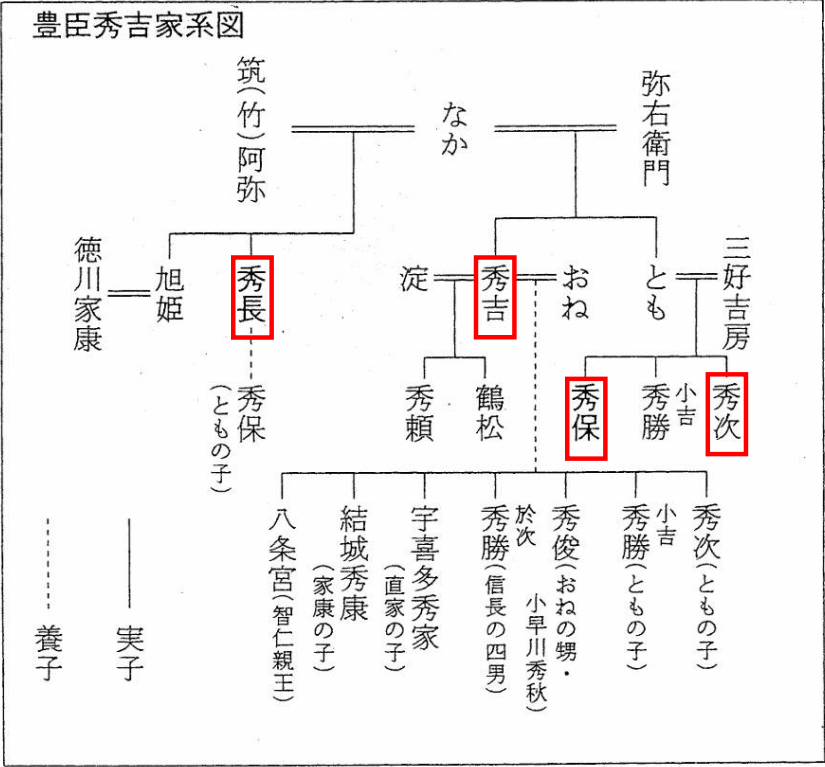 豊臣秀吉家系図
弥右衛門
なか
筑(竹)阿弥
三好吉房
とも
おね
秀吉
淀
秀長
旭姫
徳川家康
秀次
小吉
秀勝
秀保
鶴松
秀頼
秀保
(ともの子)
秀次(ともの子)
小吉
秀勝(ともの子)
秀俊(おねの甥・
小早川秀秋)
於次
秀勝(信長の四男)
宇喜多秀家
(直家の子)
結城秀康
(家康の子)
八条宮(智仁親王)
実子
養子